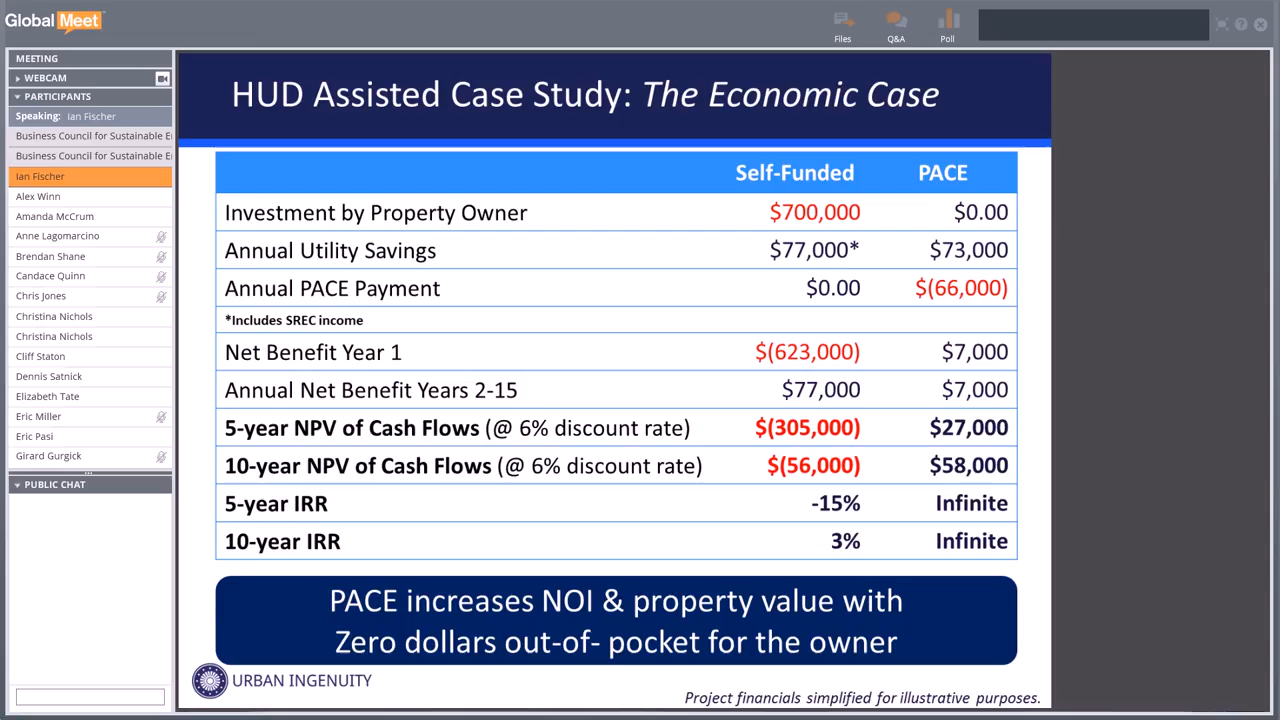 Global Meet
Files
Q&A
Poll
MEETING
WEBCAM
PARTICIPANTS
Speaking: Ian Fischer
Business Council for Sustainable E
Business Council for Sustainable E
Ian Fischer
Alex Winn
Amanda McCrum
Anne Lagomarcino
Brendan Shane
Candace Quinn
Chris Jones
Christina Nichols
Christina Nichols
Cliff Staton
Dennis Satnick
Elizabeth Tate
Eric Miller
Eric Pasi
Girard Gurgick
PUBLIC CHAT
HUD Assisted Case Study: The Economic Case
Self-Funded PACE
Investment by Property Owner $700,000 $0.00
Annual Utility Savings $77,000* $73,000
Annual PACE Payment $0.00 $(66,000)
*Includes SREC income
Net Benefit Year 1 $(623,000) $7,000
Annual Net Benefit Years 2-15 $77,000 $7,000
5-year NPV of Cash Flows (@ 6% discount rate) $(305,000) $27,000
10-year NPV of Cash Flows (@ 6% discount rate) $(56,000) $58,000
5-year IRR -15% Infinite
10-year IRR 3% Infinite
PACE increases NOI & property value with
Zero dollars out-of- pocket for the owner
URBAN INGENUITY
Project financials simplified for illustrative purposes.